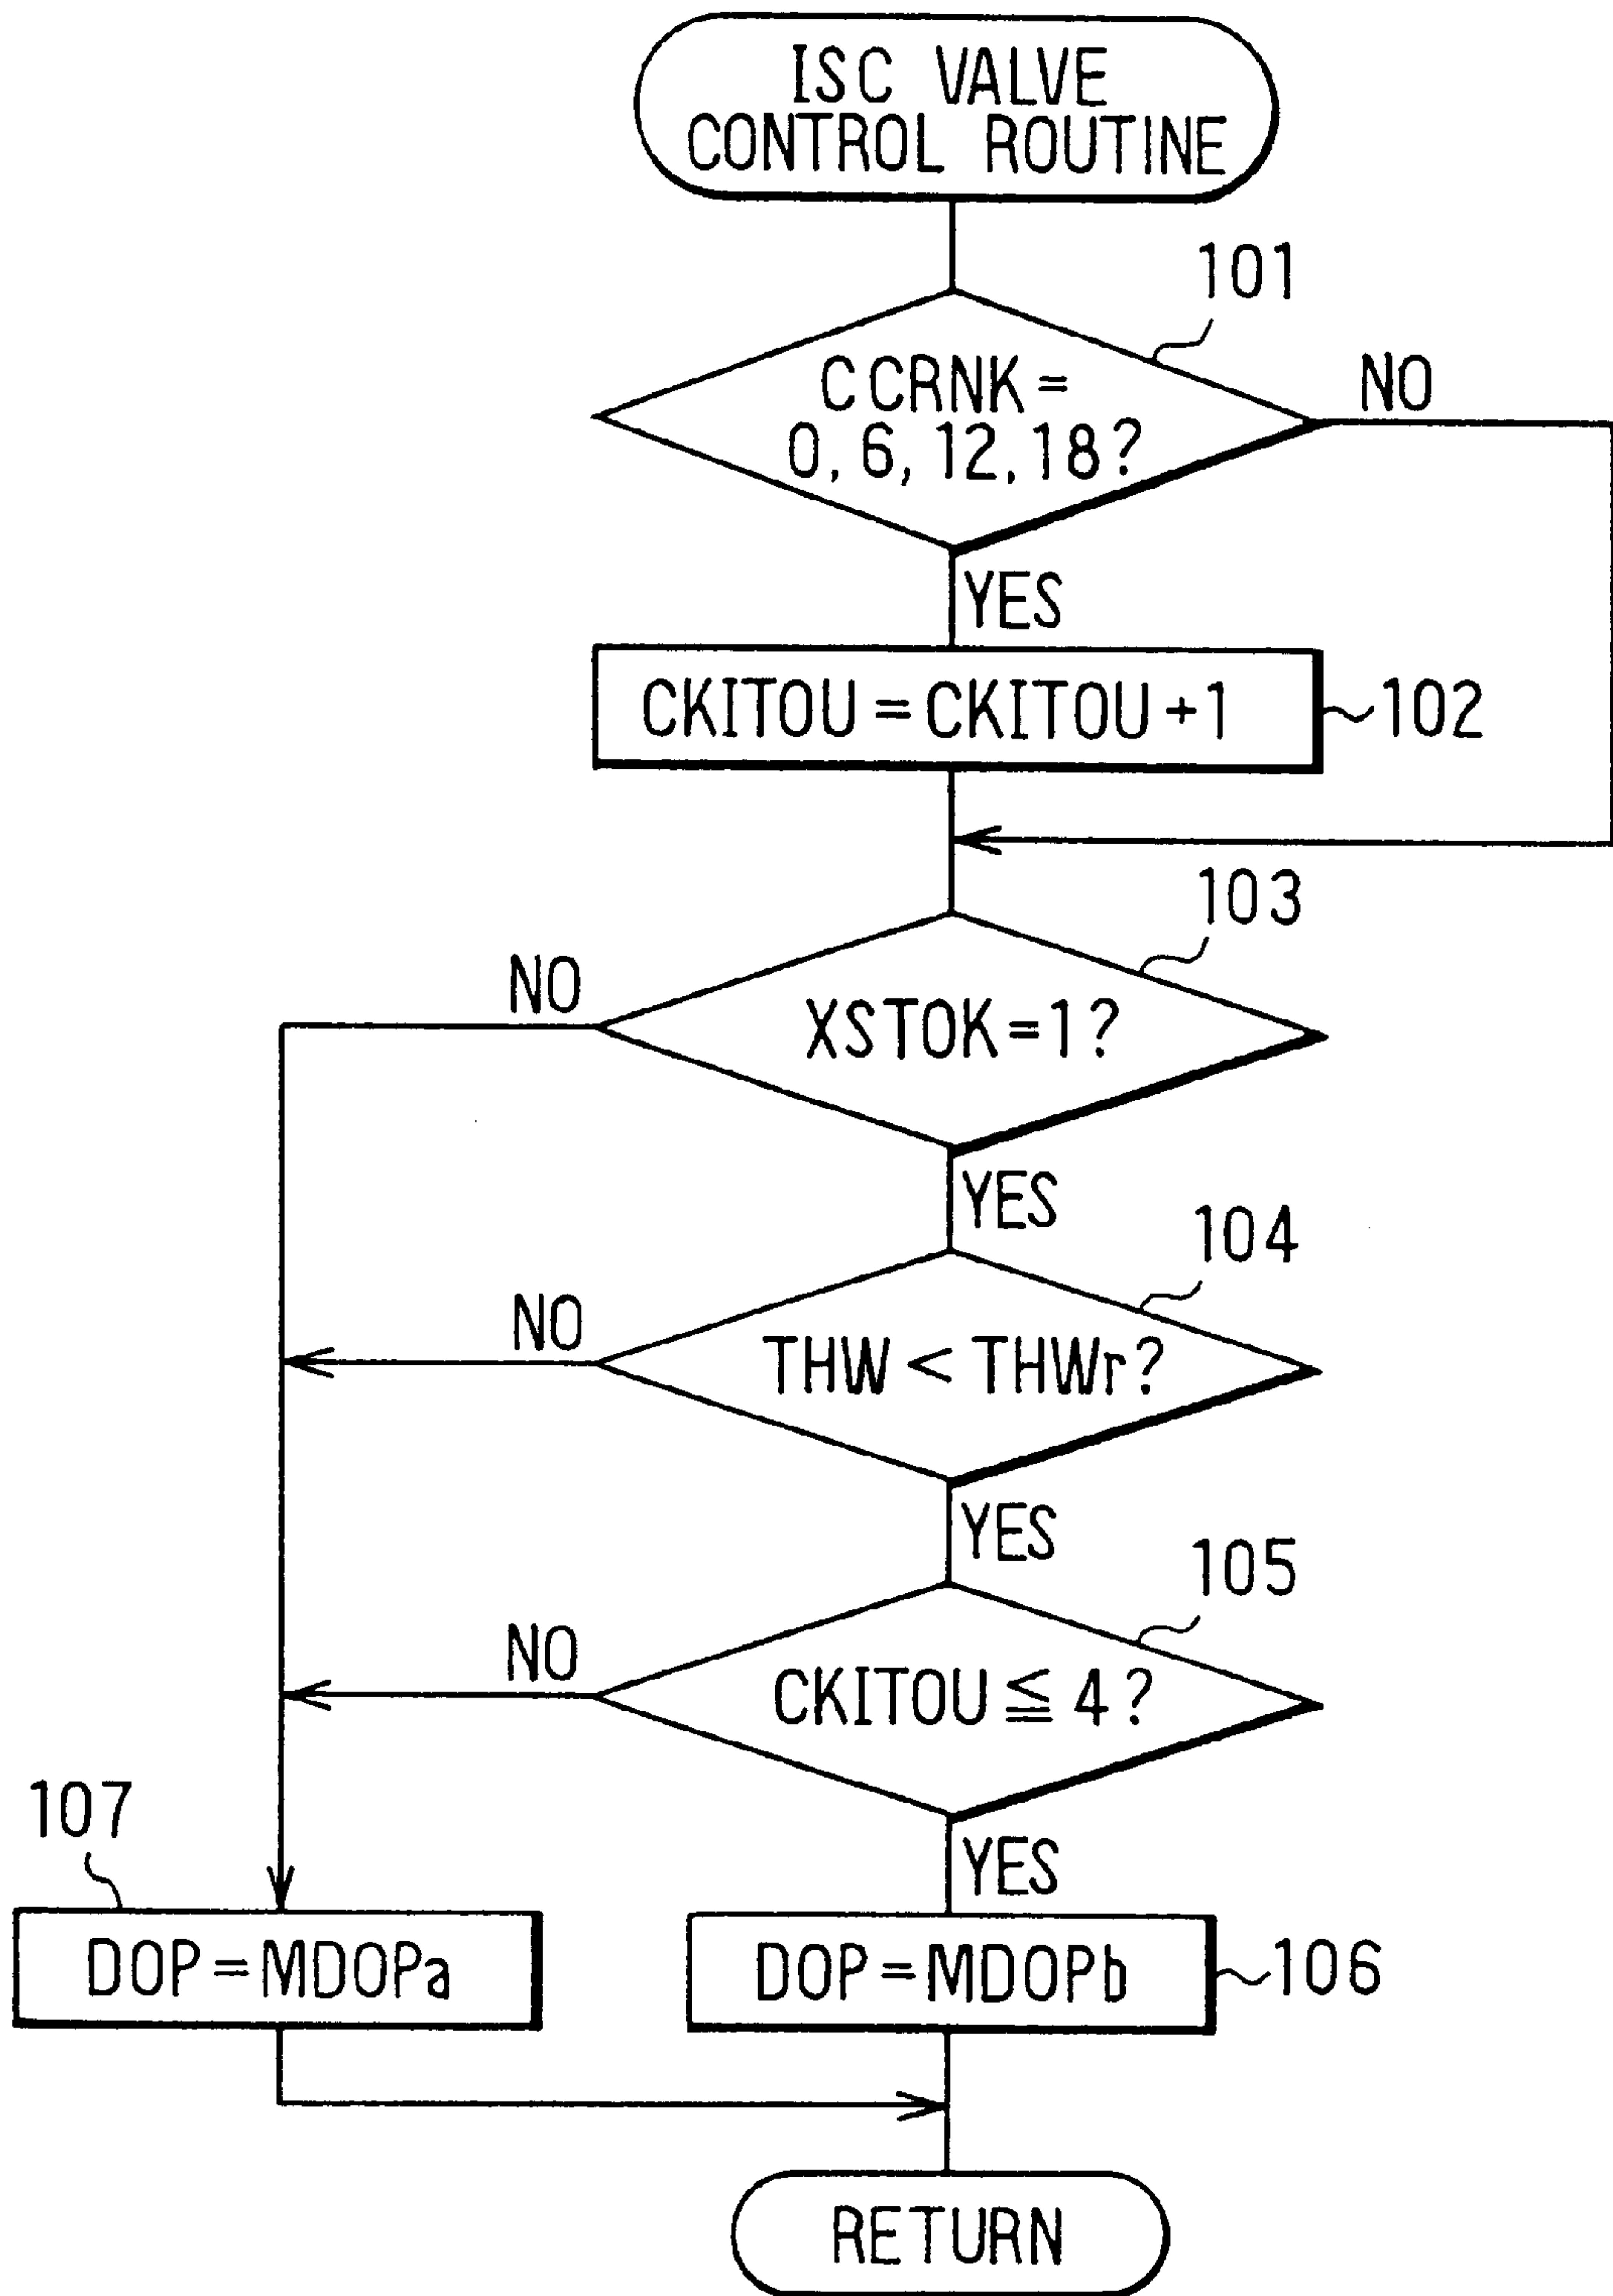 ISC VALVE
CONTROL ROUTINE
101
CCRNK =
0, 6, 12, 18?
NO
YES
CKITOU = CKITOU +1
102
103
NO
XSTOK=1?
YES
104
NO
THW < THWr?
YES
105
NO
CKITOU ≦ 4?
YES
107
DOP=MDOPa
DOP=MDOPb
106
RETURN